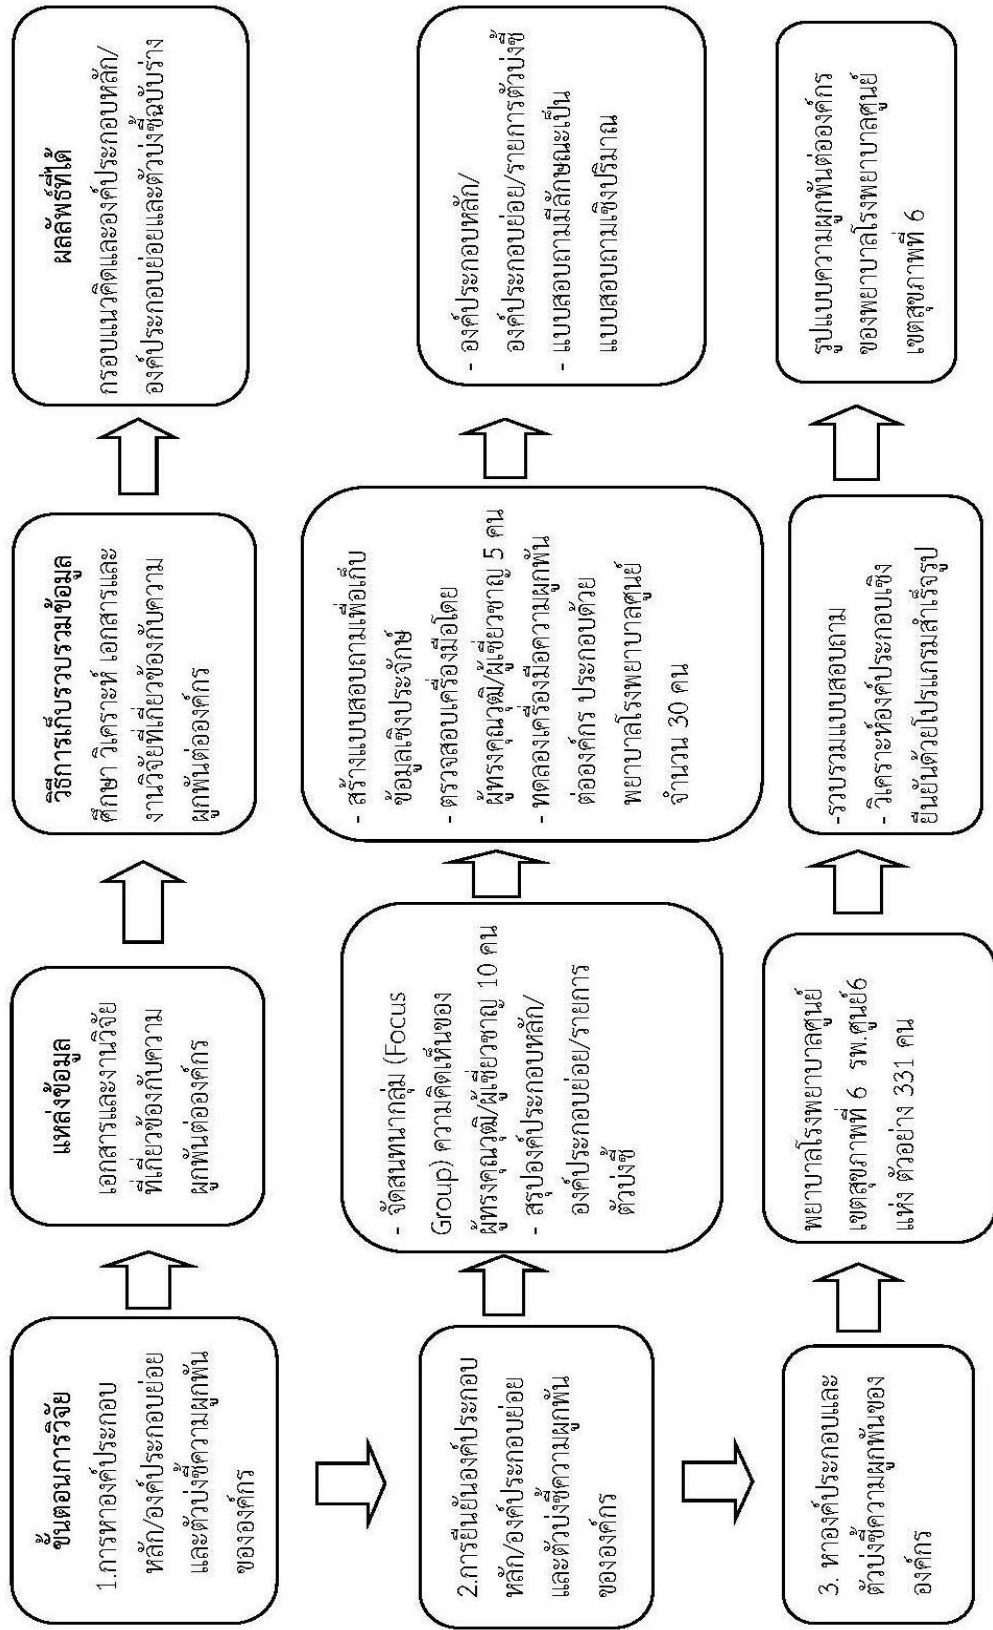 ขั้นตอนการวิจัย
1.การหาองค์ประกอบ
หลัก/องค์ประกอบย่อย
และตัวบ่งชี้ความผูกพัน
ขององค์กร
แหล่งข้อมูล
เอกสารและงานวิจัย
ที่เกี่ยวข้องกับความ
ผูกพันต่อองค์กร
วิธีการเก็บรวบรวมข้อมูล
ศึกษา วิเคราะห์ เอกสารและ
งานวิจัยที่เกี่ยวข้องกับความ
ผูกพันต่อองค์กร
ผลลัพธ์ที่ได้
กรอบแนวคิดและองค์ประกอบหลัก/
องค์ประกอบย่อยและตัวบ่งชี้ฉบับร่าง
2.การยืนยันองค์ประกอบ
หลัก/องค์ประกอบย่อย
และตัวบ่งชี้ความผูกพัน
ขององค์กร
- จัดสนทนากลุ่ม (Focus
Group) ความคิดเห็นของ
ผู้ทรงคุณวุฒิ/ผู้เชี่ยวชาญ 10 คน
- สรุปองค์ประกอบหลัก/
องค์ประกอบย่อย/รายการ
ตัวบ่งชี้
- สร้างแบบสอบถามเพื่อเก็บ
ข้อมูลเชิงประจักษ์
- ตรวจสอบเครื่องมือโดย
ผู้ทรงคุณวุฒิ/ผู้เชี่ยวชาญ 5 คน
- ทดลองเครื่องมือความผูกพัน
ต่อองค์กร ประกอบด้วย
พยาบาลโรงพยาบาลศูนย์
จำนวน 30 คน
- องค์ประกอบหลัก/
องค์ประกอบย่อย/รายการตัวบ่งชี้
- แบบสอบถามมีลักษณะเป็น
แบบสอบถามเชิงปริมาณ
3. หาองค์ประกอบและ
ตัวบ่งชี้ความผูกพันของ
องค์กร
พยาบาลโรงพยาบาลศูนย์
เขตสุขภาพที่ 6 รพ.ศูนย์6
แห่ง ตัวอย่าง 331 คน
-รวบรวมแบบสอบถาม
- วิเคราะห์องค์ประกอบเชิง
ยืนยันด้วยโปรแกรมสำเร็จรูป
รูปแบบความผูกพันต่อองค์กร
ของพยาบาลโรงพยาบาลศูนย์
เขตสุขภาพที่ 6